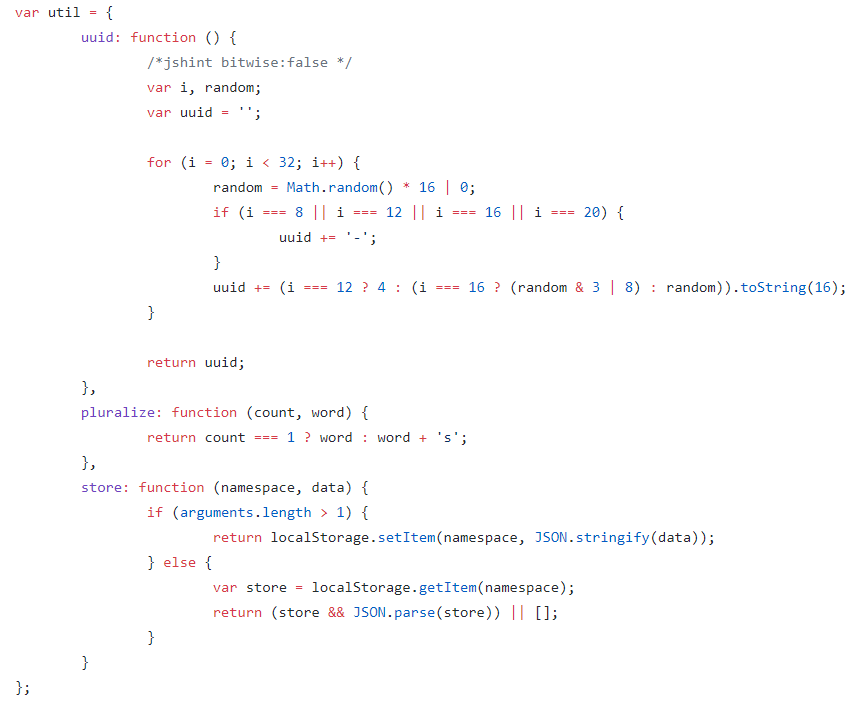 var util = {
	uuid: function () {
		/*jshint bitwise:false */
		var i, random;
		var uuid = '';

		for (i = 0; i < 32; i++) {
			random = Math.random() * 16 | 0;
			if (i === 8 || i === 12 || i === 16 || i === 20) {
				uuid += '-';
			}
			uuid += (i === 12 ? 4 : (i === 16 ? (random & 3 | 8) : random)).toString(16);
		}

		return uuid;
	},
	pluralize: function (count, word) {
		return count === 1 ? word : word + 's';
	},
	store: function (namespace, data) {
		if (arguments.length > 1) {
			return localStorage.setItem(namespace, JSON.stringify(data));
		} else {
			var store = localStorage.getItem(namespace);
			return (store && JSON.parse(store)) || [];
		}
	}
};